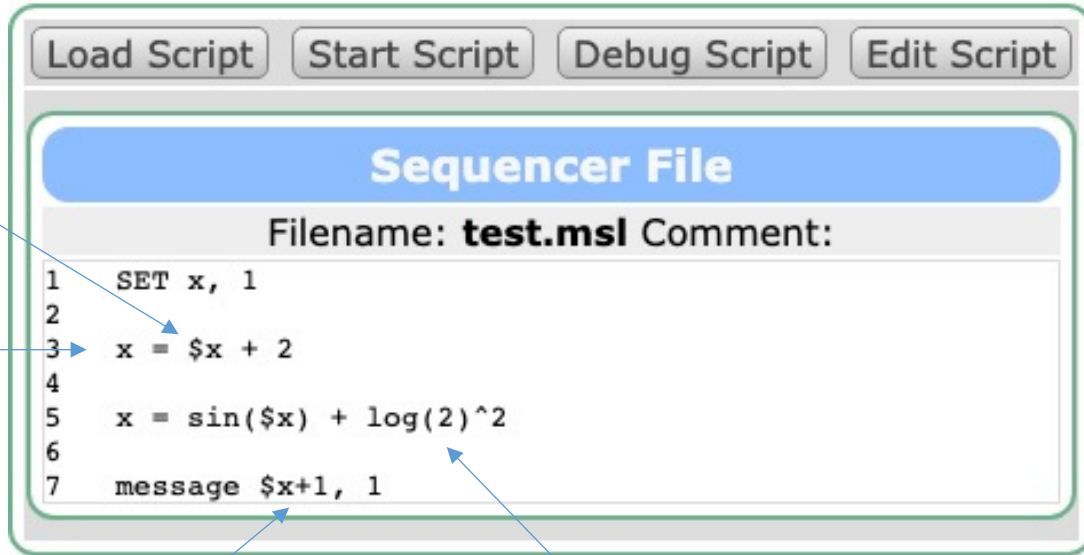 Load Script Start Script Debug Script Edit Script
Sequencer File
Filename: test.msl Comment:
1 SET x, 1
2
3 x = $x + 2
4
5 x = sin($x) + log(2)^2
6
7 message $x+1, 1